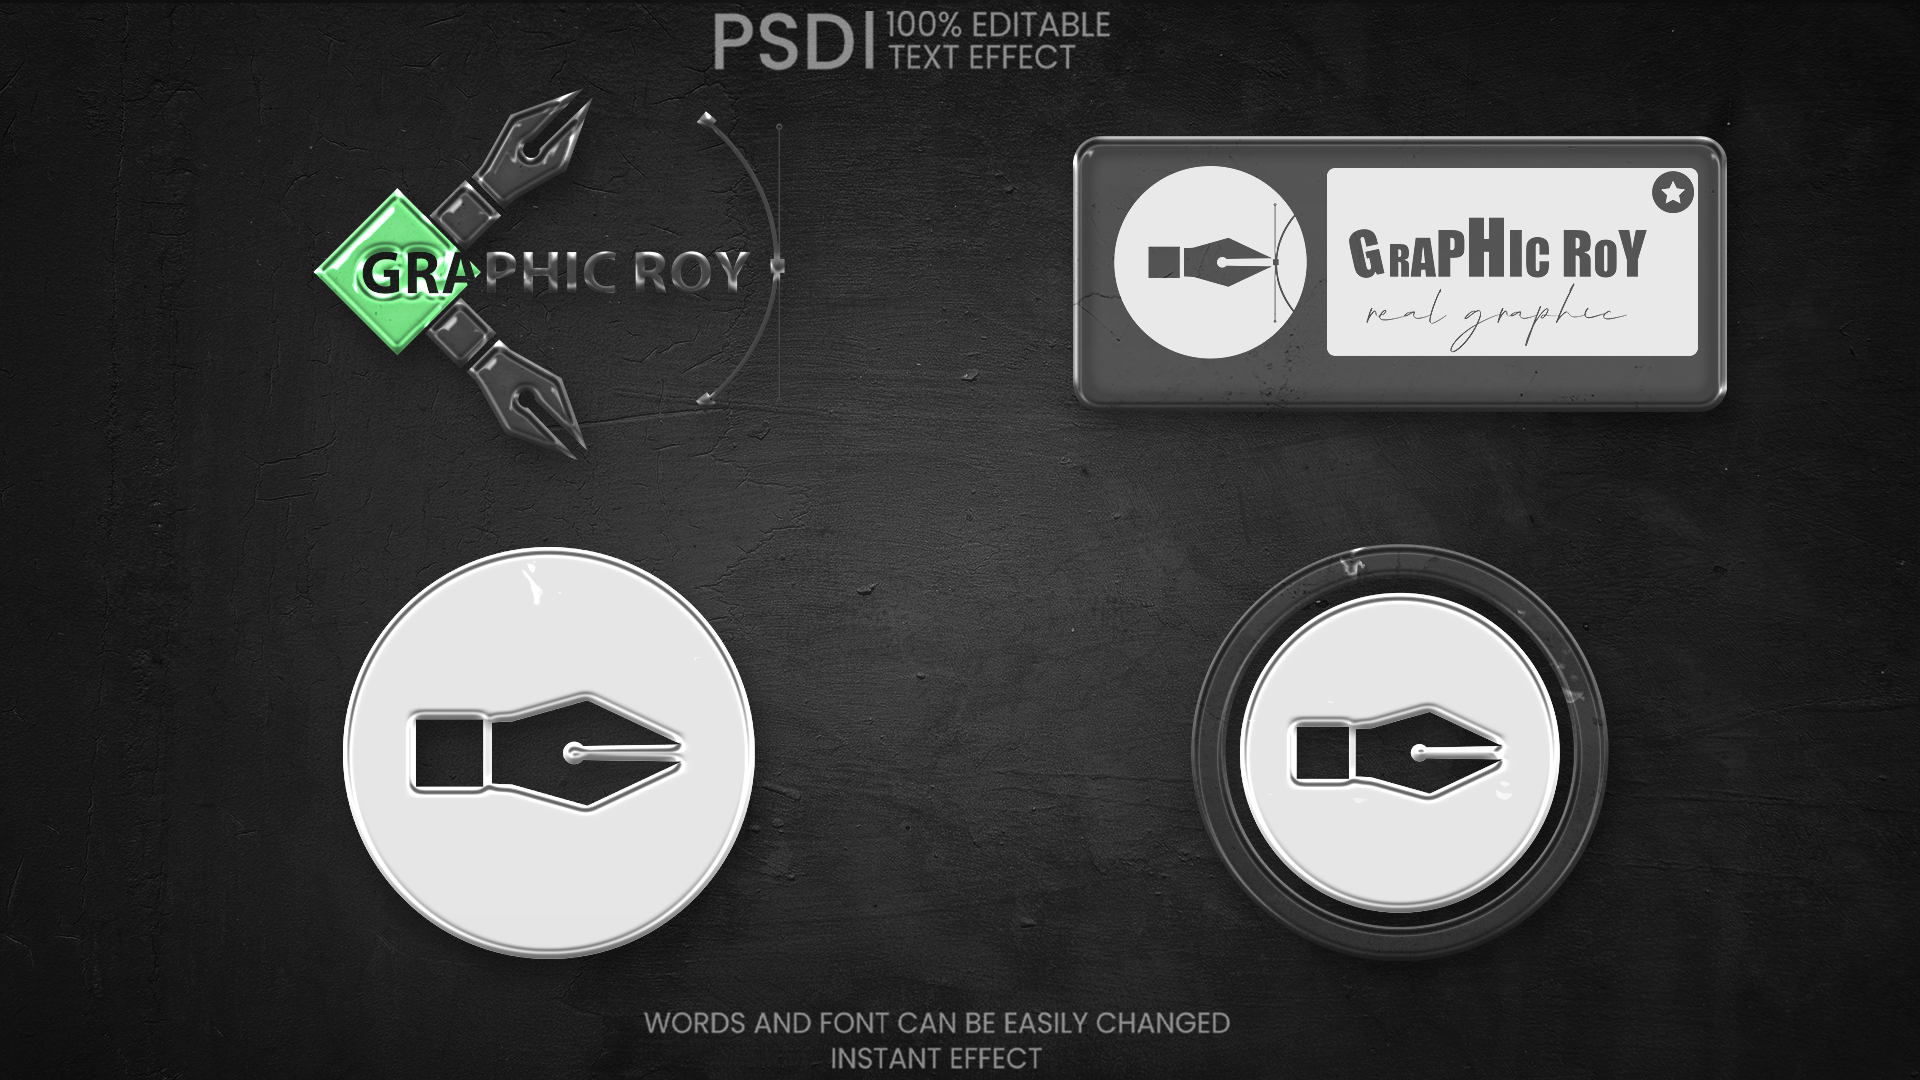 PSD
100% EDITABLE
TEXT EFFECT
GRAPHIC ROY
GRAPHIC ROY
real graphic
WORDS AND FONT CAN BE EASILY CHANGED
INSTANT EFFECT